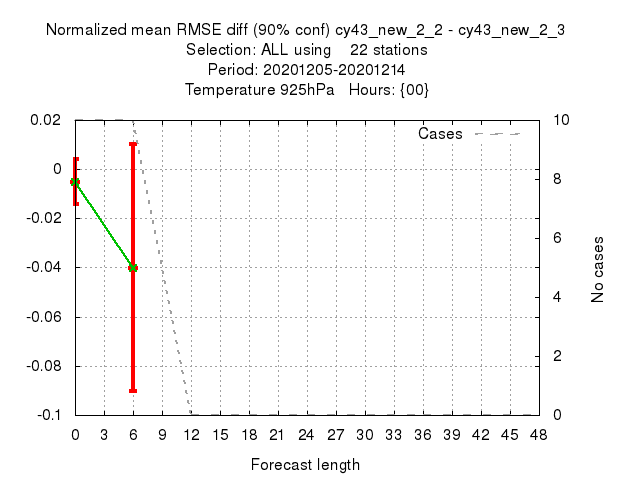 Normalized mean RMSE diff (90% conf) cy43_new_2_2 - cy43_new_2_3
Selection: ALL using 22 stations
Period: 20201205-20201214
Temperature 925hPa Hours: {00}
Cases
0.02
0
-0.02
-0.04
-0.06
-0.08
-0.1
10
8
6
4
2
0
No cases
0 3 6 9 12 15 18 21 24 27 30 33 36 39 42 45 48
Forecast length